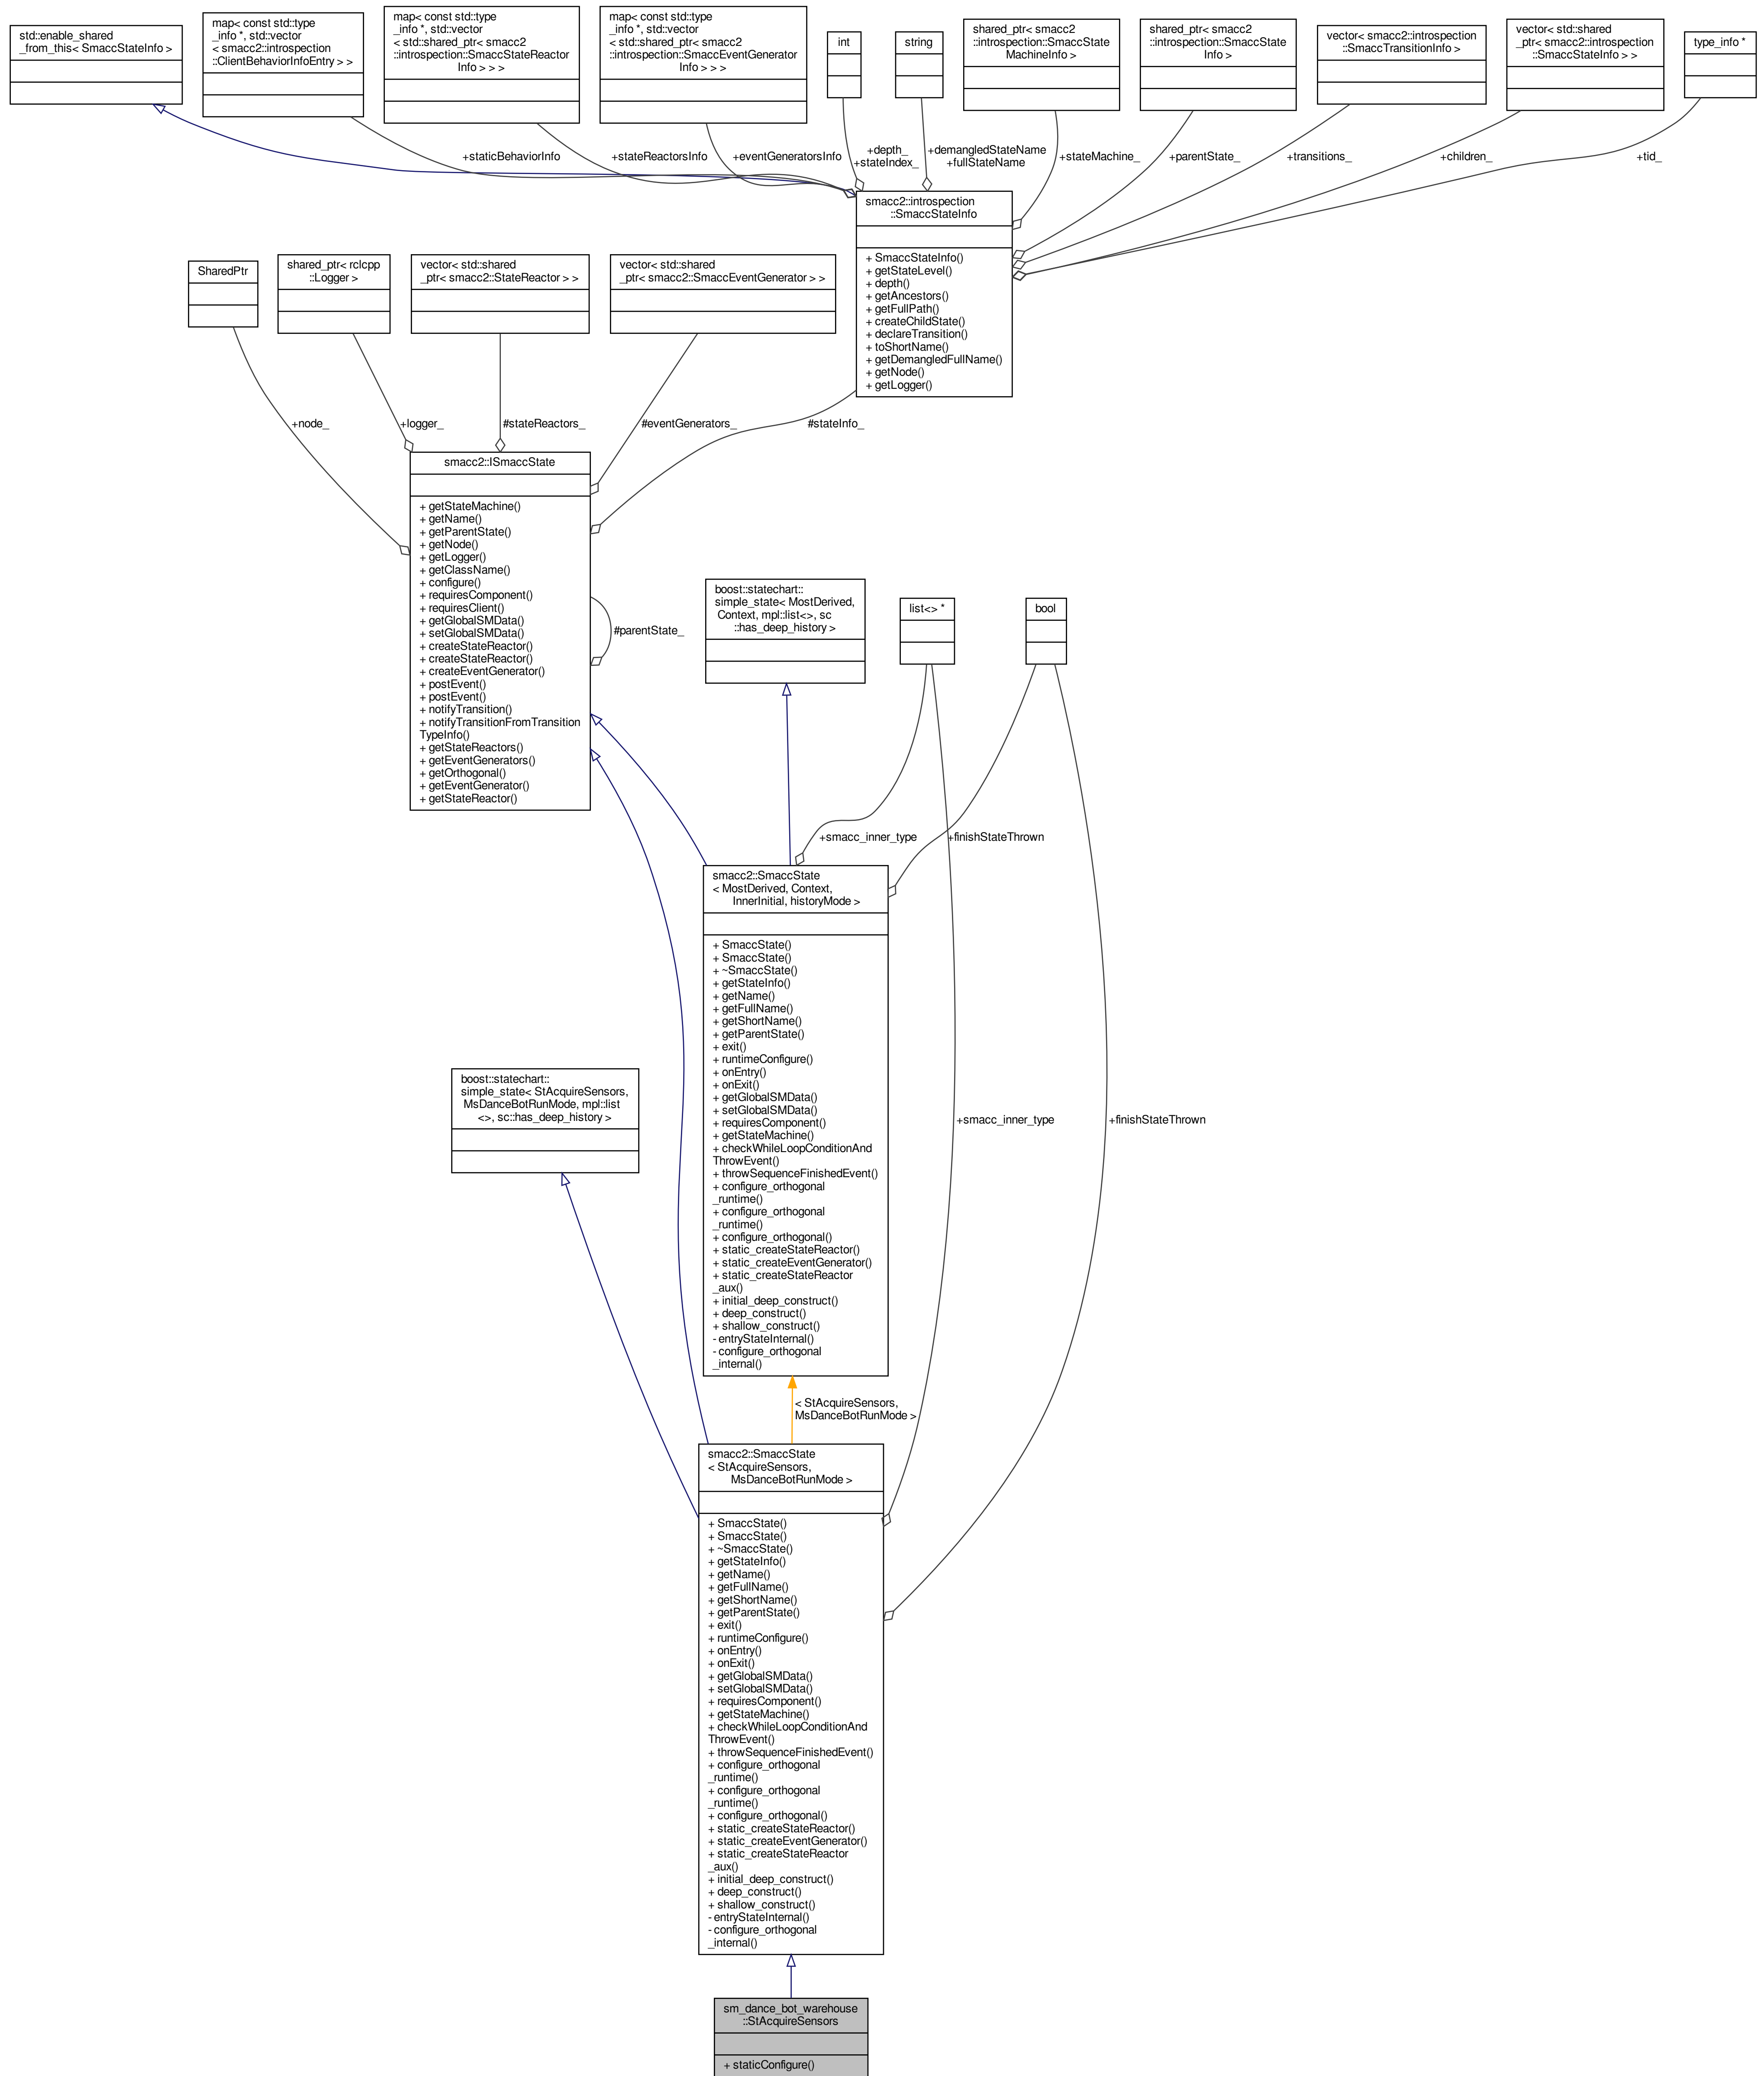 std::enable_shared
_from_this< SmaccStateInfo >
map< const std::type
_info *, std::vector
< smacc2::introspection
::ClientBehaviorInfoEntry > >
map< const std::type
_info *, std::vector
< std::shared_ptr< smacc2
::introspection::SmaccStateReactor
Info > > >
map< const std::type
_info *, std::vector
< std::shared_ptr< smacc2
::introspection::SmaccEventGenerator
Info > > >
int
string
shared_ptr< smacc2
::introspection::SmaccState
MachineInfo >
shared_ptr< smacc2
::introspection::SmaccState
Info >
vector< smacc2::introspection
::SmaccTransitionInfo >
vector< std::shared
_ptr< smacc2::introspection
::SmaccStateInfo > >
type_info *
+staticBehaviorInfo
+stateReactorsInfo
+eventGeneratorsInfo
+depth_
+stateIndex_
+demangledStateName
+fullStateName
+stateMachine_
+parentState_
+transitions_
+children_
+tid_
smacc2::introspection
::SmaccStateInfo
+ SmaccStateInfo()
+ getStateLevel()
+ depth()
+ getAncestors()
+ getFullPath()
+ createChildState()
+ declareTransition()
+ toShortName()
+ getDemangledFullName()
+ getNode()
+ getLogger()
SharedPtr
shared_ptr< rclcpp
::Logger >
vector< std::shared
_ptr< smacc2::StateReactor > >
vector< std::shared
_ptr< smacc2::SmaccEventGenerator > >
+node_
+logger_
#stateReactors_
#eventGenerators_
#stateInfo_
smacc2::ISmaccState
+ getStateMachine()
+ getName()
+ getParentState()
+ getNode()
+ getLogger()
+ getClassName()
+ configure()
+ requiresComponent()
+ requiresClient()
+ getGlobalSMData()
+ setGlobalSMData()
+ createStateReactor()
+ createStateReactor()
+ createEventGenerator()
+ postEvent()
+ postEvent()
+ notifyTransition()
+ notifyTransitionFromTransition
TypeInfo()
+ getStateReactors()
+ getEventGenerators()
+ getOrthogonal()
+ getEventGenerator()
+ getStateReactor()
#parentState_
boost::statechart::
simple_state< MostDerived,
Context, mpl::list<>, sc
::has_deep_history >
list<> *
bool
+smacc_inner_type
+finishStateThrown
smacc2::SmaccState
< MostDerived, Context,
InnerInitial, historyMode >
+ SmaccState()
+ SmaccState()
+ ~SmaccState()
+ getStateInfo()
+ getName()
+ getFullName()
+ getShortName()
+ getParentState()
+ exit()
+ runtimeConfigure()
+ onEntry()
+ onExit()
+ getGlobalSMData()
+ setGlobalSMData()
+ requiresComponent()
+ getStateMachine()
+ checkWhileLoopConditionAnd
ThrowEvent()
+ throwSequenceFinishedEvent()
+ configure_orthogonal
_runtime()
+ configure_orthogonal
_runtime()
+ configure_orthogonal()
+ static_createStateReactor()
+ static_createEventGenerator()
+ static_createStateReactor
_aux()
+ initial_deep_construct()
+ deep_construct()
+ shallow_construct()
- entryStateInternal()
- configure_orthogonal
_internal()
boost::statechart::
simple_state< StAcquireSensors,
MsDanceBotRunMode, mpl::list
<>, sc::has_deep_history >
+smacc_inner_type
+finishStateThrown
< StAcquireSensors,
MsDanceBotRunMode >
smacc2::SmaccState
< StAcquireSensors,
MsDanceBotRunMode >
+ SmaccState()
+ SmaccState()
+ ~SmaccState()
+ getStateInfo()
+ getName()
+ getFullName()
+ getShortName()
+ getParentState()
+ exit()
+ runtimeConfigure()
+ onEntry()
+ onExit()
+ getGlobalSMData()
+ setGlobalSMData()
+ requiresComponent()
+ getStateMachine()
+ checkWhileLoopConditionAnd
ThrowEvent()
+ throwSequenceFinishedEvent()
+ configure_orthogonal
_runtime()
+ configure_orthogonal
_runtime()
+ configure_orthogonal()
+ static_createStateReactor()
+ static_createEventGenerator()
+ static_createStateReactor
_aux()
+ initial_deep_construct()
+ deep_construct()
+ shallow_construct()
- entryStateInternal()
- configure_orthogonal
_internal()
sm_dance_bot_warehouse
::StAcquireSensors
+ staticConfigure()